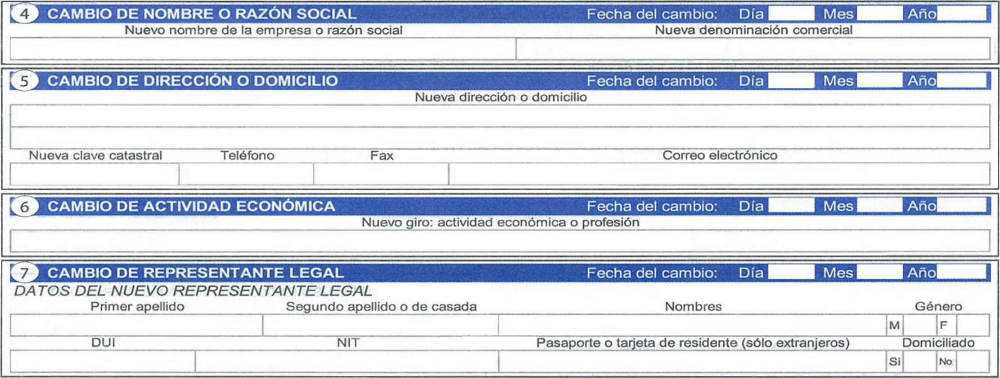 4 CAMBIO DE NOMBRE O RAZÓN SOCIAL Fecha del cambio: Día Mes Año
Nuevo nombre de la empresa o razón social Nueva denominación comercial
5 CAMBIO DE DIRECCIÓN O DOMICILIO Fecha del cambio: Día Mes Año
Nueva dirección o domicilio
Nueva clave catastral Teléfono Fax Correo electrónico
6 CAMBIO DE ACTIVIDAD ECONÓMICA Fecha del cambio: Día Mes Año
Nuevo giro: actividad económica o profesión
7 CAMBIO DE REPRESENTANTE LEGAL Fecha del cambio: Día Mes Año
DATOS DEL NUEVO REPRESENTANTE LEGAL
Primer apellido Segundo apellido o de casada Nombres Género
M F
DUI NIT Pasaporte o tarjeta de residente (sólo extranjeros) Domiciliado
Si No